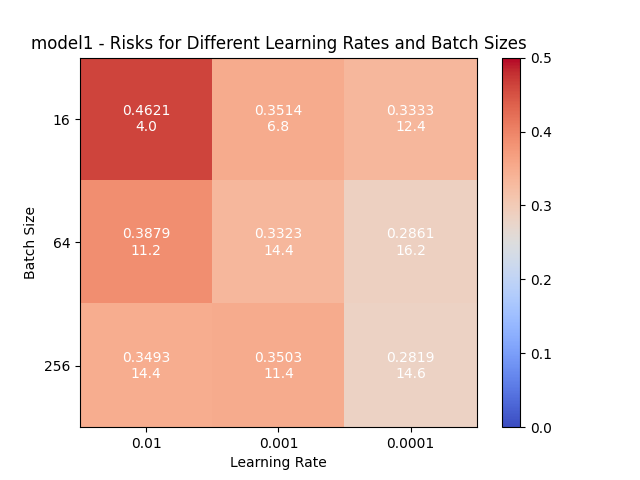 model1 - Risks for Different Learning Rates and Batch Sizes
0.5
0.4621 0.3514 0.3333
16
4.0 6.8 12.4
0.4
0.3
0.3879 0.3323 0.2861
64
11.2 14.4 16.2
Batch Size
0.2
0.3493 0.3503 0.2819
256
14.4 11.4 14.6
0.1
0.0
0.01 0.001 0.0001
Learning Rate